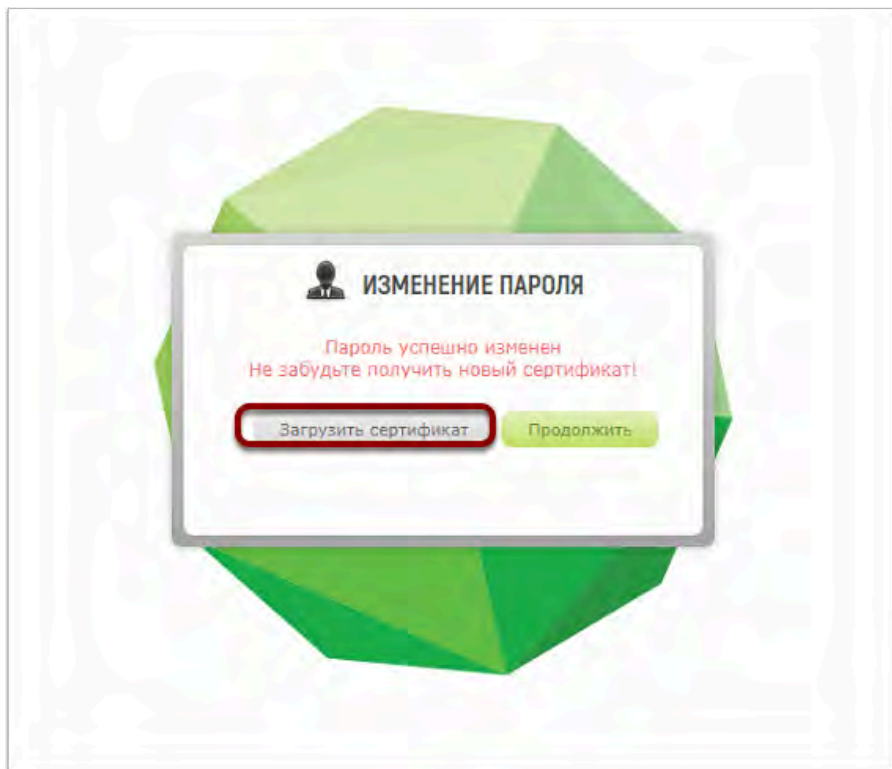 ИЗМЕНЕНИЕ ПАРОЛЯ
Пароль успешно изменен
Не забудьте получить новый сертификат!
Загрузить сертификат
Продолжить